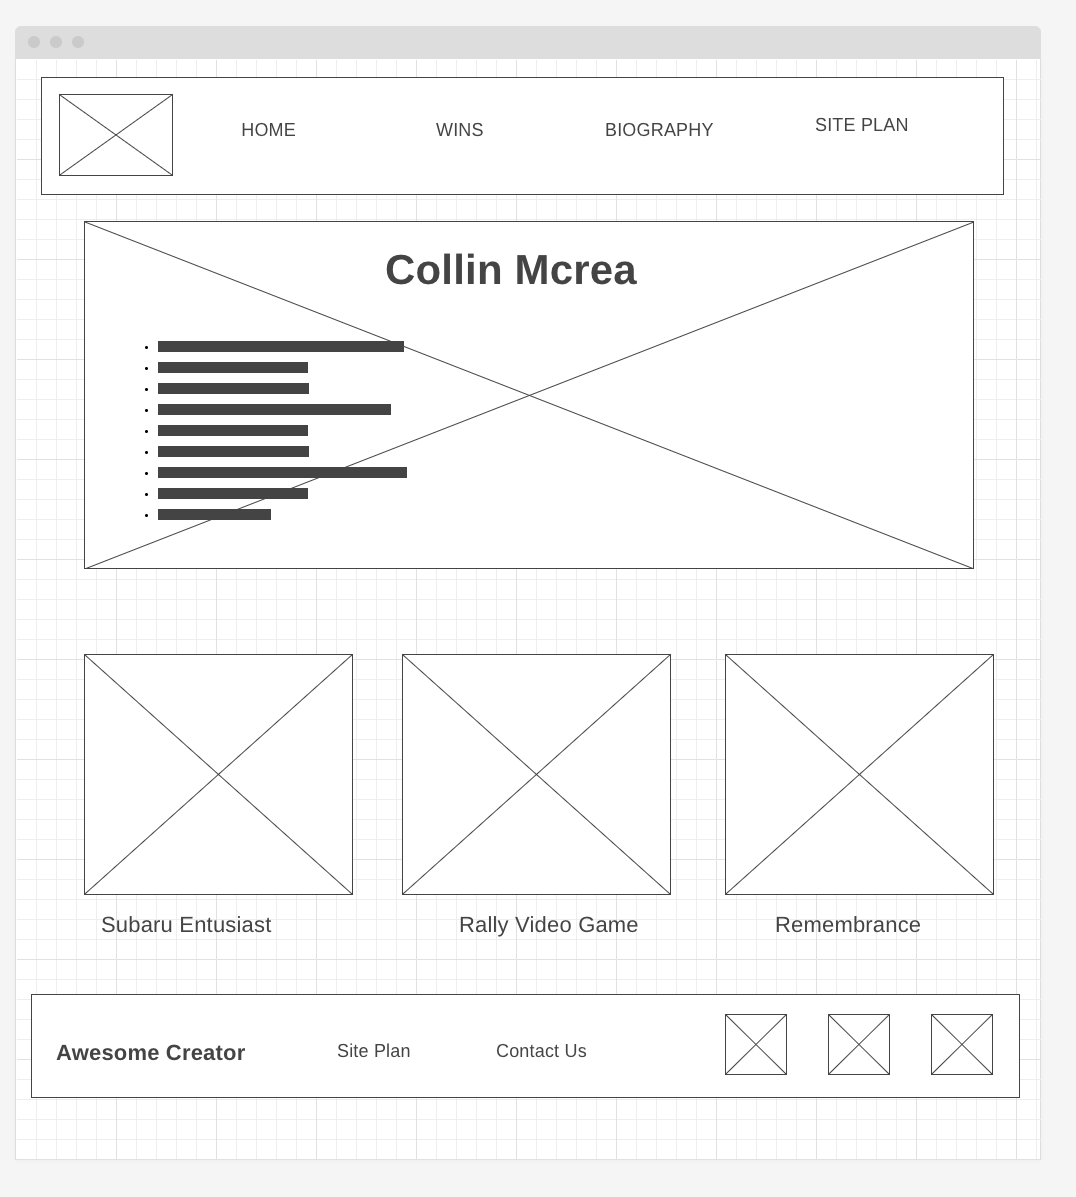 HOME
WINS
BIOGRAPHY
SITE PLAN
Collin Mcrea
Subaru Entusiast
Rally Video Game
Remembrance
Awesome Creator
Site Plan
Contact Us